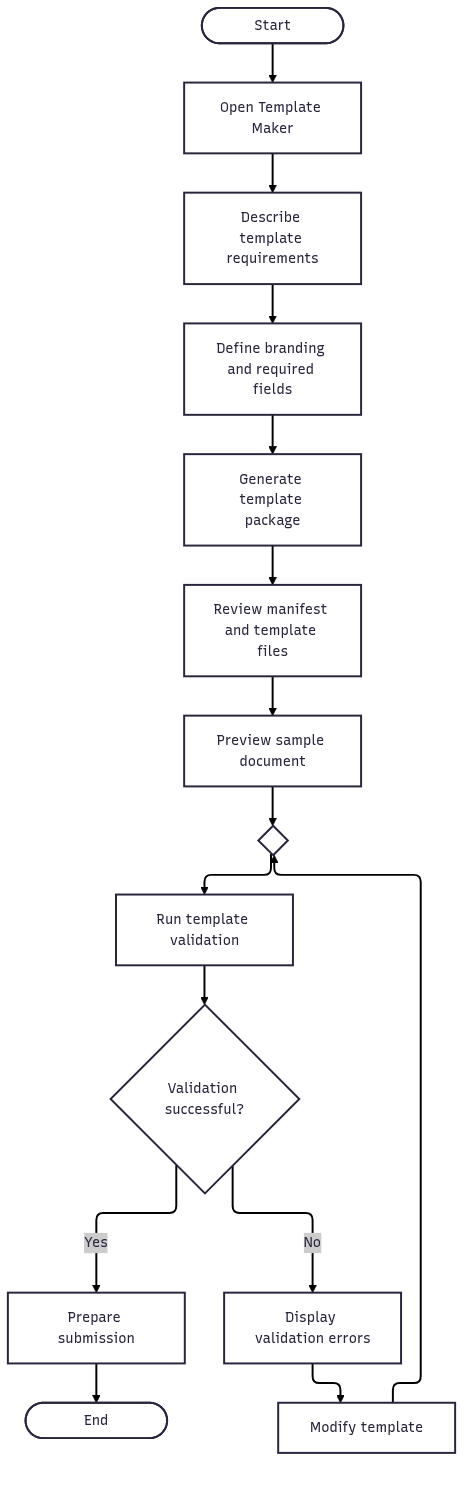 Start
Open Template
Maker
Describe
template
requirements
Define branding
and required
fields
Generate
template
package
Review manifest
and template
files
Preview sample
document
Run template
validation
Validation
successful?
Yes
No
Prepare
submission
Display
validation errors
End
Modify template